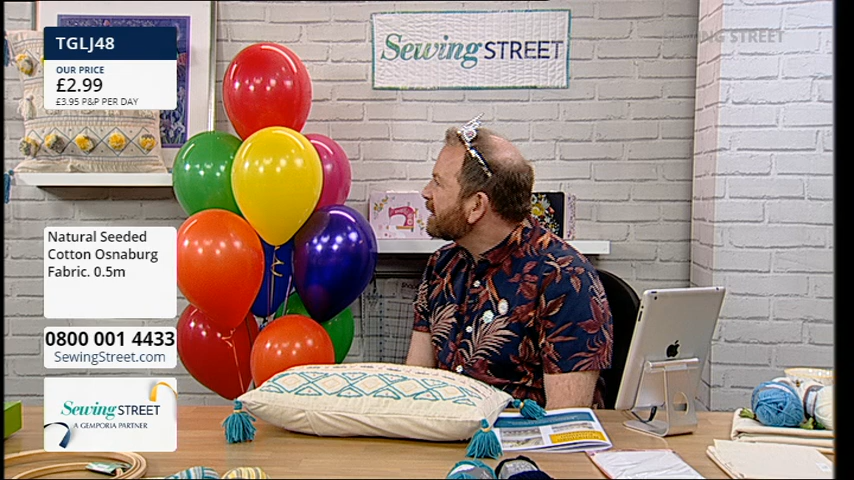 TGLJ48
OUR PRICE
£2.99
£3.95 P&P PER DAY
Sewing STREET
SEWING STREET
Natural Seeded
Cotton Osnaburg
Fabric. 0.5m
0800 001 4433
SewingStreet.com
Sewing STREET
A GEMPORIA PARTNER